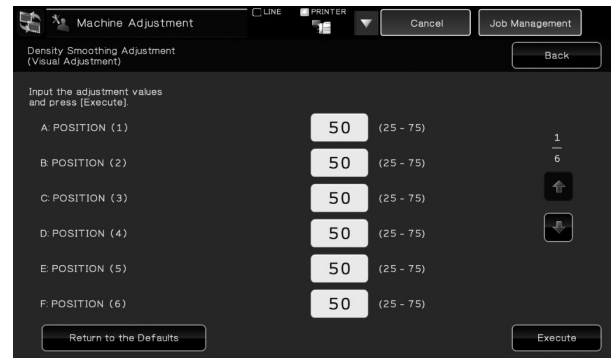 Machine Adjustment
LINE
PRINTER
Cancel
Job Management
Density Smoothing Adjustment
(Visual Adjustment)
Back
Input the adjustment values
and press [Execute].
A: POSITION (1) 50 (25 - 75)
B: POSITION (2) 50 (25 - 75)
C: POSITION (3) 50 (25 - 75)
D: POSITION (4) 50 (25 - 75)
E: POSITION (5) 50 (25 - 75)
F: POSITION (6) 50 (25 - 75)
1
6
Return to the Defaults
Execute